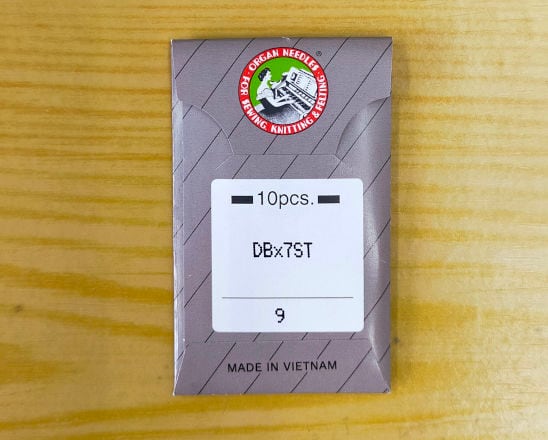 ORGAN NEEDLES ®
FOR SEWING, KNITTING & FELTING
10pcs.
DBx7ST
9
MADE IN VIETNAM